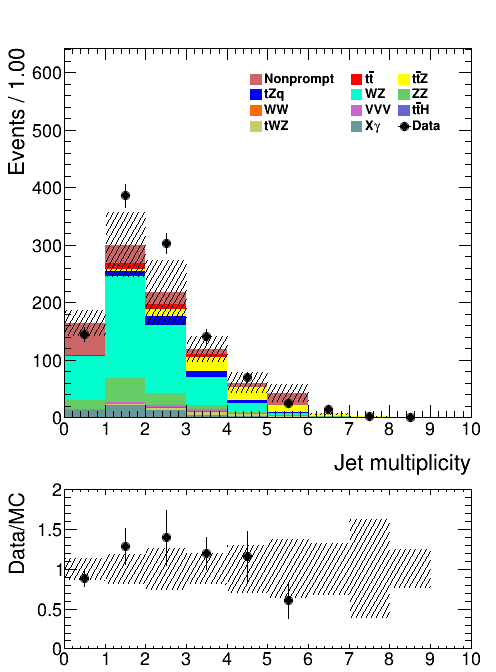 Events / 1.00
600
500
400
300
200
100
0
Nonprompt tt̄ tt̄Z
tZq WZ ZZ
WW VVV tt̄H
tWZ Xγ Data
0 1 2 3 4 5 6 7 8 9 10
Jet multiplicity
Data/MC
2
1.5
1
0.5
0
0 1 2 3 4 5 6 7 8 9 10